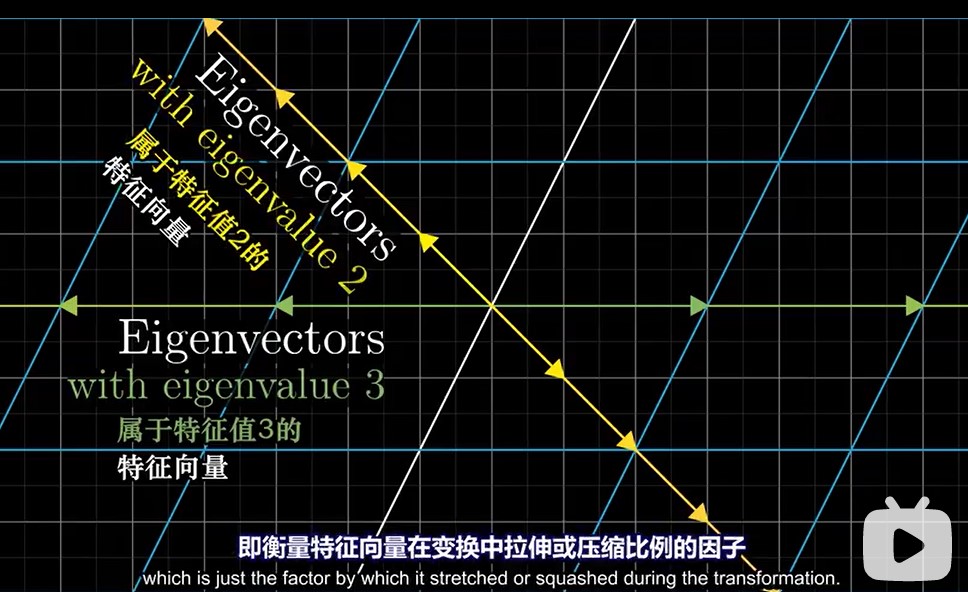 Eigenvectors
with eigenvalue 2
属于特征值2的
特征向量
Eigenvectors
with eigenvalue 3
属于特征值3的
特征向量
即衡量特征向量在变换中拉伸或压缩比例的因子
which is just the factor by which it stretched or squashed during the transformation.